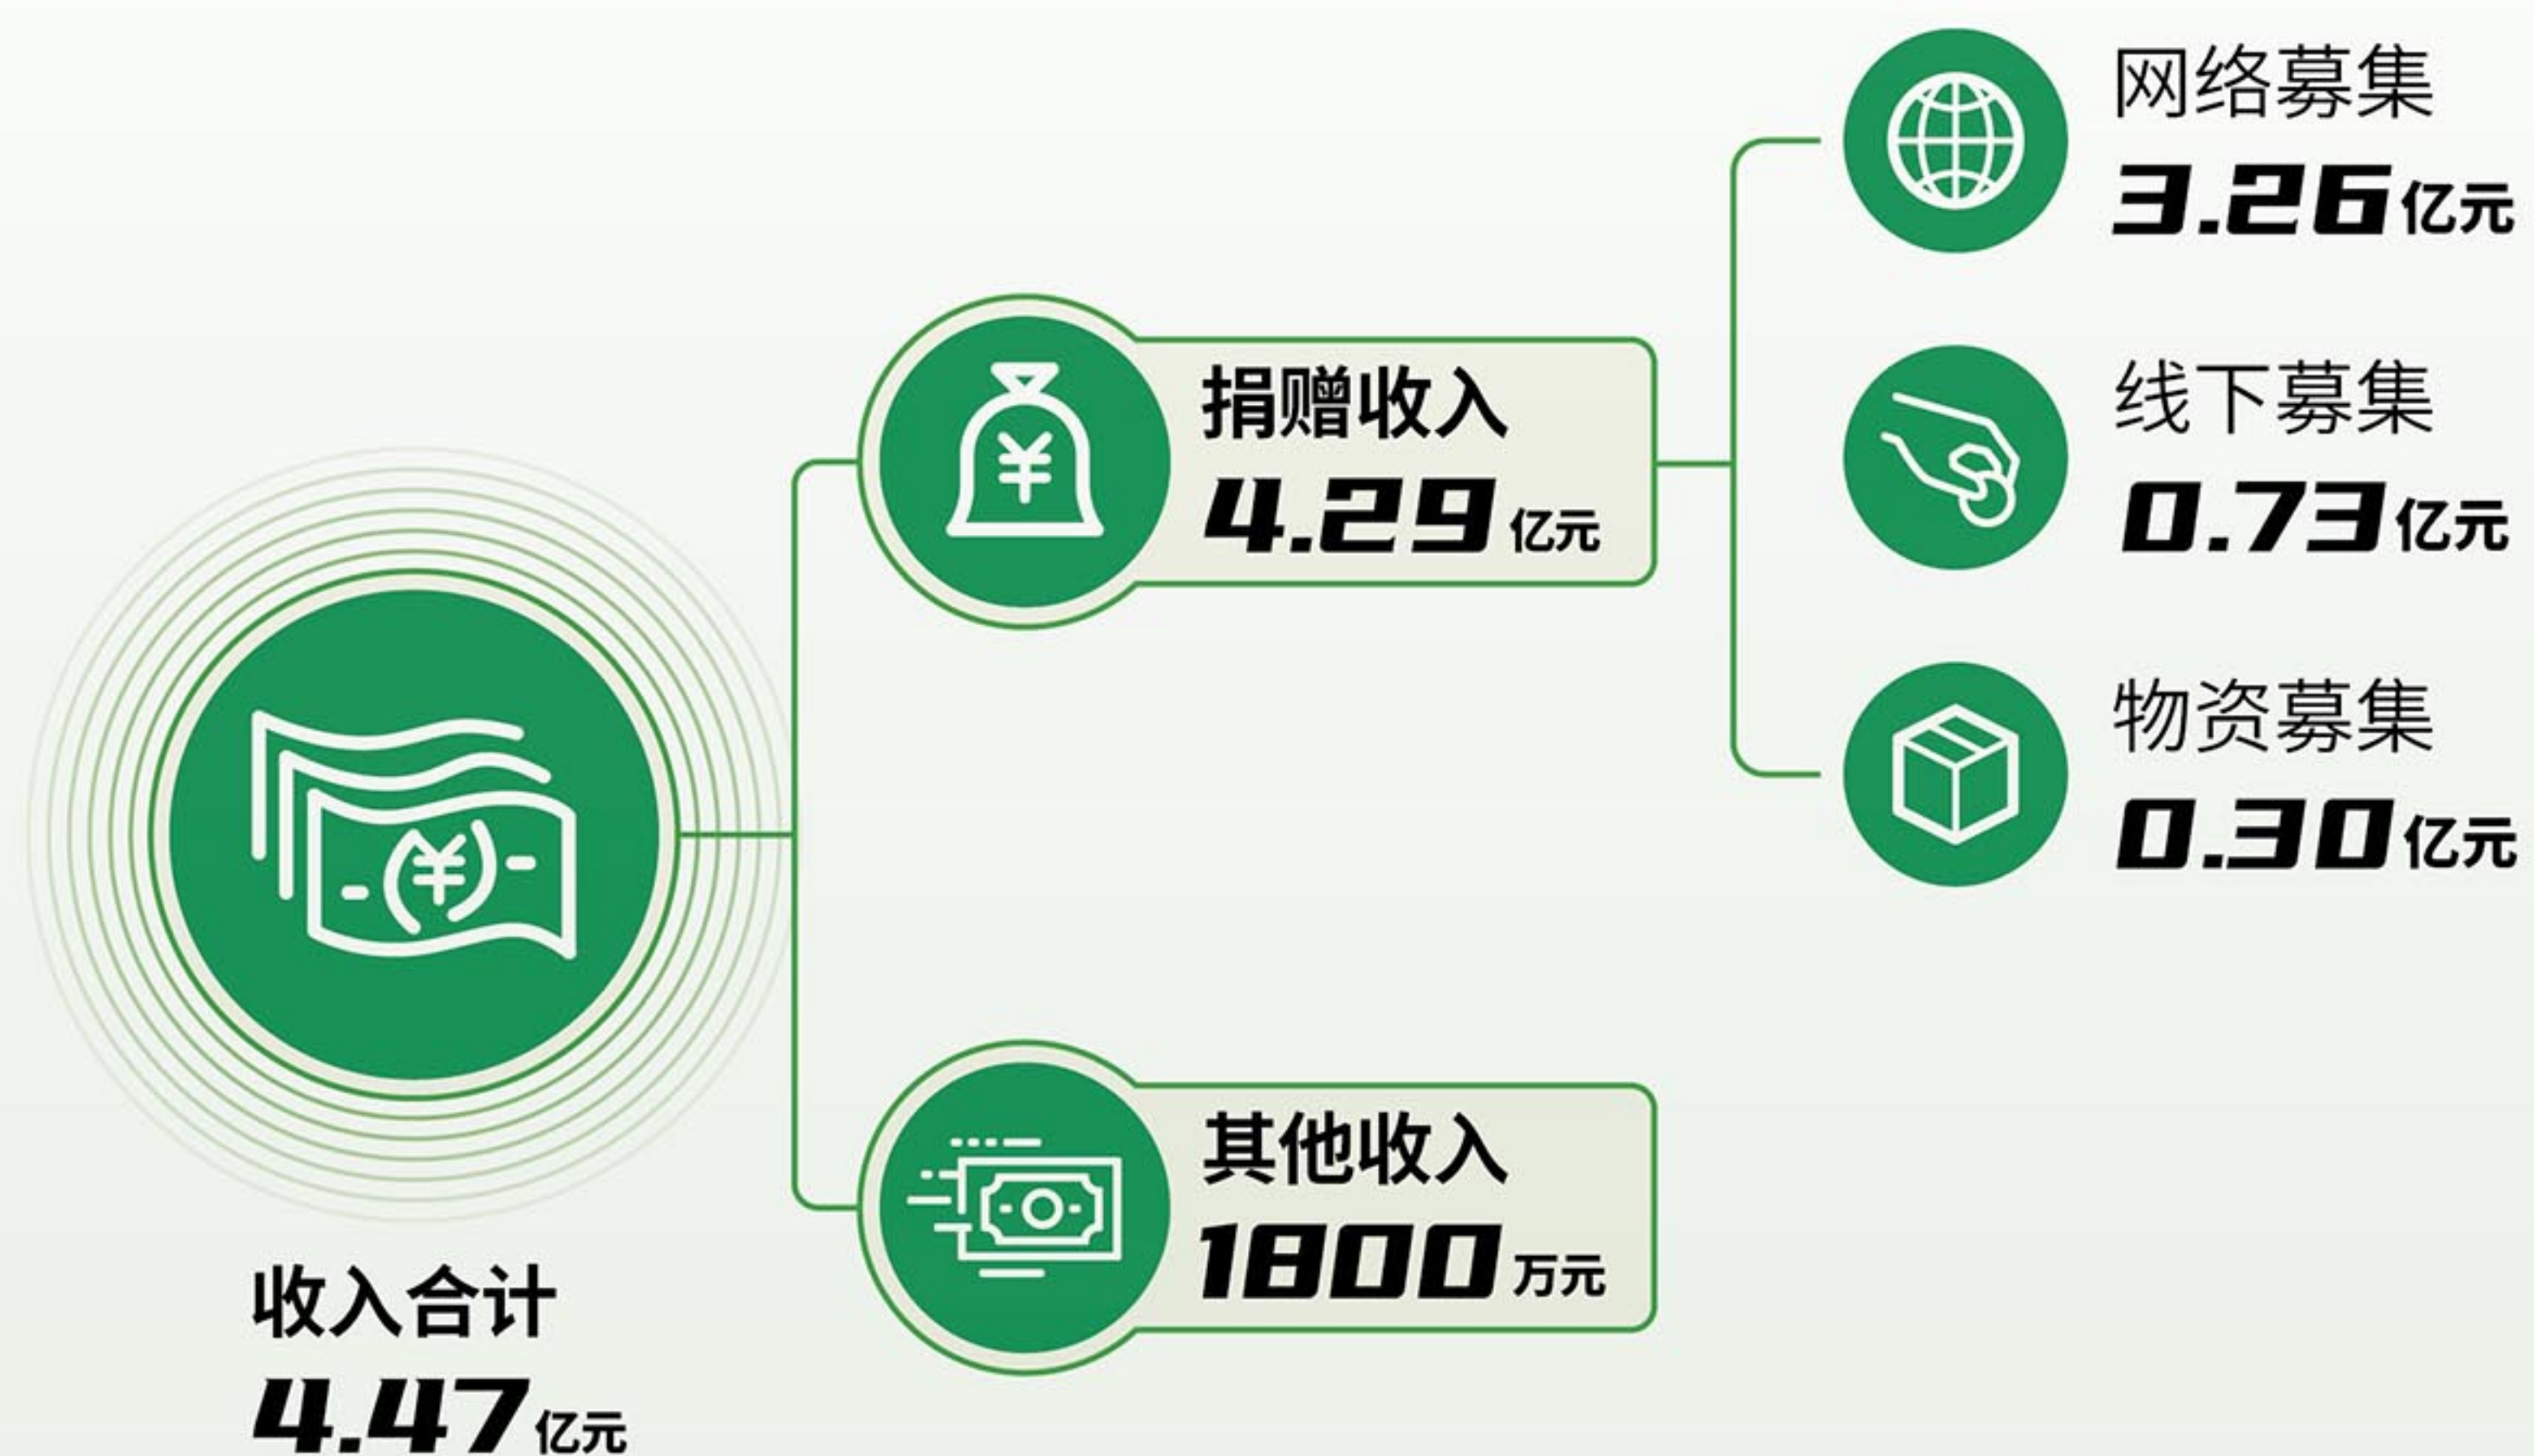 网络募集
3.26亿元
捐赠收入
4.29亿元
线下募集
0.73亿元
物资募集
0.30亿元
其他收入
1800万元
收入合计
4.47亿元